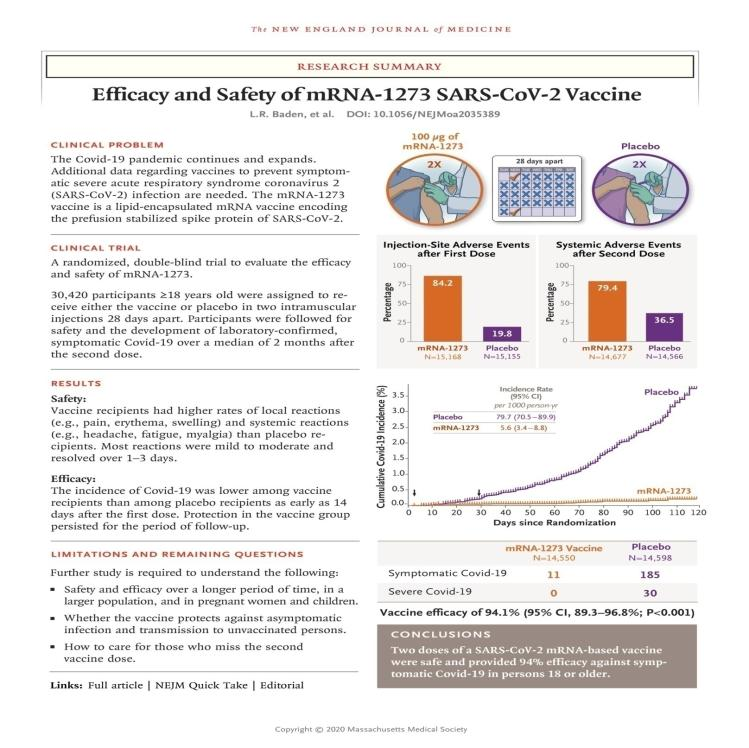 The NEW ENGLAND JOURNAL of MEDICINE
RESEARCH SUMMARY
Efficacy and Safety of mRNA-1273 SARS-CoV-2 Vaccine
L.R. Baden, et al. DOI: 10.1056/NEJMoa2035389
CLINICAL PROBLEM
The Covid-19 pandemic continues and expands.
Additional data regarding vaccines to prevent symptom-
atic severe acute respiratory syndrome coronavirus 2
(SARS-CoV-2) infection are needed. The mRNA-1273
vaccine is a lipid-encapsulated mRNA vaccine encoding
the prefusion stabilized spike protein of SARS-CoV-2.
CLINICAL TRIAL
A randomized, double-blind trial to evaluate the efficacy
and safety of mRNA-1273.
30,420 participants ≥18 years old were assigned to re-
ceive either the vaccine or placebo in two intramuscular
injections 28 days apart. Participants were followed for
safety and the development of laboratory-confirmed,
symptomatic Covid-19 over a median of 2 months after
the second dose.
RESULTS
Safety:
Vaccine recipients had higher rates of local reactions
(e.g., pain, erythema, swelling) and systemic reactions
(e.g., headache, fatigue, myalgia) than placebo re-
cipients. Most reactions were mild to moderate and
resolved over 1–3 days.
Efficacy:
The incidence of Covid-19 was lower among vaccine
recipients than among placebo recipients as early as 14
days after the first dose. Protection in the vaccine group
persisted for the period of follow-up.
LIMITATIONS AND REMAINING QUESTIONS
Further study is required to understand the following:
▪ Safety and efficacy over a longer period of time, in a
larger population, and in pregnant women and children.
▪ Whether the vaccine protects against asymptomatic
infection and transmission to unvaccinated persons.
▪ How to care for those who miss the second
vaccine dose.
Links: Full article | NEJM Quick Take | Editorial
100 μg of
mRNA-1273
2X
28 days apart
Placebo
2X
Injection-Site Adverse Events
after First Dose
Percentage
100
75
50
25
0
84.2
19.8
mRNA-1273 Placebo
N=15,168 N=15,155
Systemic Adverse Events
after Second Dose
Percentage
100
75
50
25
0
79.4
36.5
mRNA-1273 Placebo
N=14,677 N=14,566
Cumulative Covid-19 Incidence (%)
3.5
3.0
2.5
2.0
1.5
1.0
0.5
0.0
Incidence Rate
(95% CI)
per 1000 person-yr
Placebo 79.7 (70.5–89.9)
mRNA-1273 5.6 (3.4–8.8)
Placebo
mRNA-1273
0 10 20 30 40 50 60 70 80 90 100 110 120
Days since Randomization
mRNA-1273 Vaccine Placebo
N=14,550 N=14,598
Symptomatic Covid-19 11 185
Severe Covid-19 0 30
Vaccine efficacy of 94.1% (95% CI, 89.3–96.8%; P<0.001)
CONCLUSIONS
Two doses of a SARS-CoV-2 mRNA-based vaccine
were safe and provided 94% efficacy against symp-
tomatic Covid-19 in persons 18 or older.
Copyright © 2020 Massachusetts Medical Society